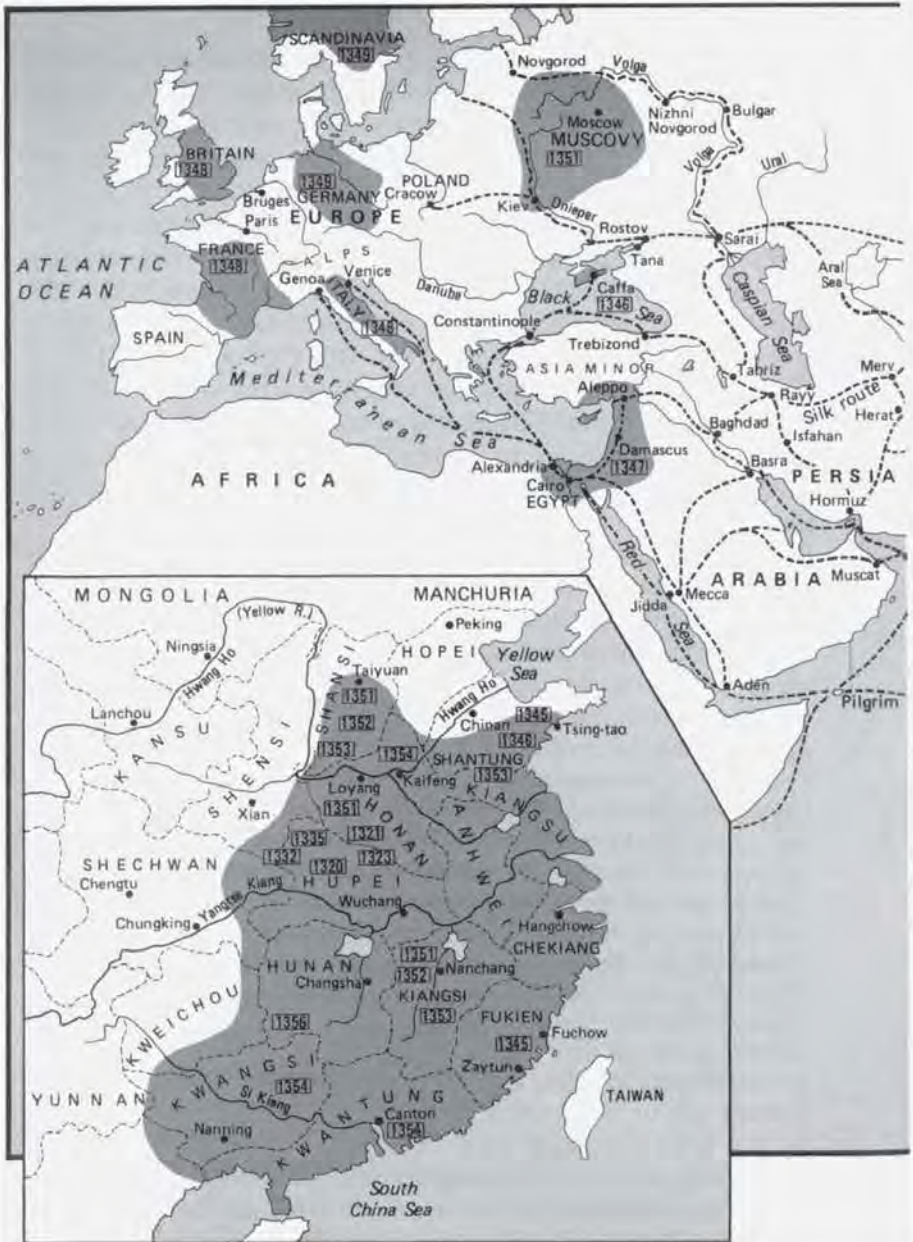 SCANDINAVIA
1349
Novgorod
Volga
Moscow
MUSCOVY
1351
Nizhni
Novgorod
Bulgar
Volga
Ural
BRITAIN
1348
Bruges
Paris
1349
GERMANY
POLAND
Cracow
Kiev
Dnieper
EUROPE
Rostov
Tana
Sarai
Aral
Sea
ATLANTIC
OCEAN
FRANCE
1348
ALPS
Genoa
Venice
ITALY
1348
Danube
Black
Sea
Caffa
1346
Caspian
Sea
SPAIN
Constantinople
Trebizond
ASIA MINOR
Tabriz
Merv
Rayy
Silk route
Herat
Mediterranean Sea
Aleppo
Baghdad
Isfahan
Damascus
1347
Basra
PERSIA
AFRICA
Alexandria
Cairo
EGYPT
Hormuz
Red
Sea
ARABIA
Muscat
Jidda
Mecca
Aden
Pilgrim
MONGOLIA
(Yellow R.)
MANCHURIA
Peking
Ningsia
HOPEI
Yellow
Sea
Hwang Ho
Taiyuan
SHANSI
1351
Lanchou
KANSU
1352
Hwang Ho
Chinan
1345
Tsing-tao
1346
SHENSI
1353
1354
SHANTUNG
1353
Kaifeng
KIANGSU
Loyang
1351
Xian
HONAN
ANHWEI
1335
1321
1332
1320
1323
SHECHWAN
Chengtu
HUPEI
Yangtse Kiang
Wuchang
Chungking
Hangchow
CHEKIANG
HUNAN
Changsha
1351
1352
Nanchang
KIANGSI
1353
KWEICHOU
1356
FUKIEN
1345
Fuchow
Zaytun
KWANGSI
1354
YUNNAN
Si Kiang
KWANTUNG
Canton
1354
TAIWAN
Nanning
South
China Sea